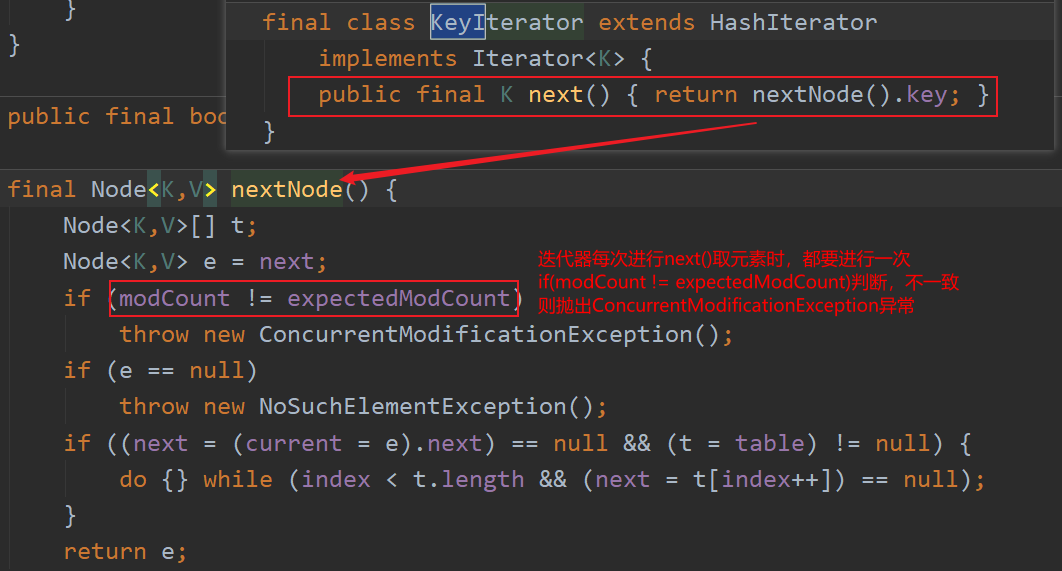 }
}
final class KeyIterator extends HashIterator
implements Iterator<K> {
public final K next() { return nextNode().key; }
}
public final boo
final Node<K,V> nextNode() {
Node<K,V>[] t;
Node<K,V> e = next;
if (modCount != expectedModCount)
throw new ConcurrentModificationException();
迭代器每次进行next()取元素时，都要进行一次
if(modCount != expectedModCount)判断，不一致
则抛出ConcurrentModificationException异常
if (e == null)
throw new NoSuchElementException();
if ((next = (current = e).next) == null && (t = table) != null) {
do {} while (index < t.length && (next = t[index++]) == null);
}
return e;